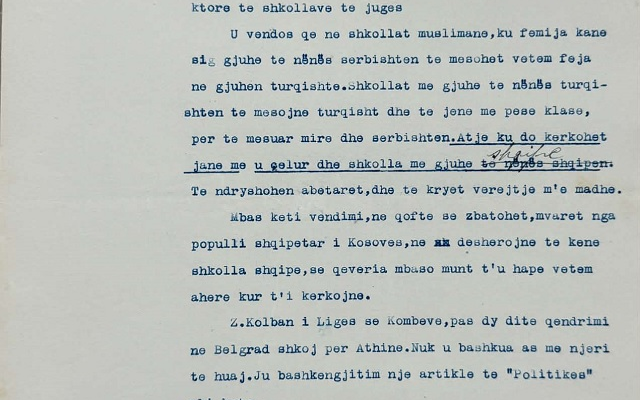 ktore te shkollave te juges
U vendos qe ne shkollat muslimane,ku femija kane
sig gjuhe te nënës serbishten te mesohet vetem feja
ne gjuhen turqishte.Shkollat me gjuhe te nënës turqi-
shten te mesojne turqisht dhe te jene me pese klase,
per te mesuar mire dhe serbishten.Atje ku do kerkohet
shqipe
jane me u çelur dhe shkolla me gjuhe te nënës shqipen.
Te ndryshohen abetaret,dhe te kryet verejtje m'e madhe.
Mbas keti vendimi,ne qofte se zbatohet,mvaret nga
populli shqipetar i Kosoves,ne desherojne te kene
shkolla shqipe,se qeveria mbaso munt t'u hape vetem
ahere kur t'i kerkojne.
Z.Kolban i Liges se Kombeve,pas dy dite qendrimi
ne Belgrad shkoj per Athine.Nuk u bashkua as me njeri
te huaj.Ju bashkengjitim nje artikle te "Politikes"